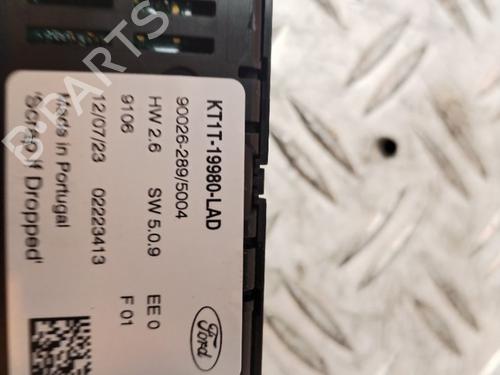 KT1T-19980-LAD
90026-289/5004
HW 2.6 SW 5.0.9 EE 0
9106 F 01
12/07/23 02223413
Made in Portugal
'Scrap if Dropped'
Ford
B-PARTS